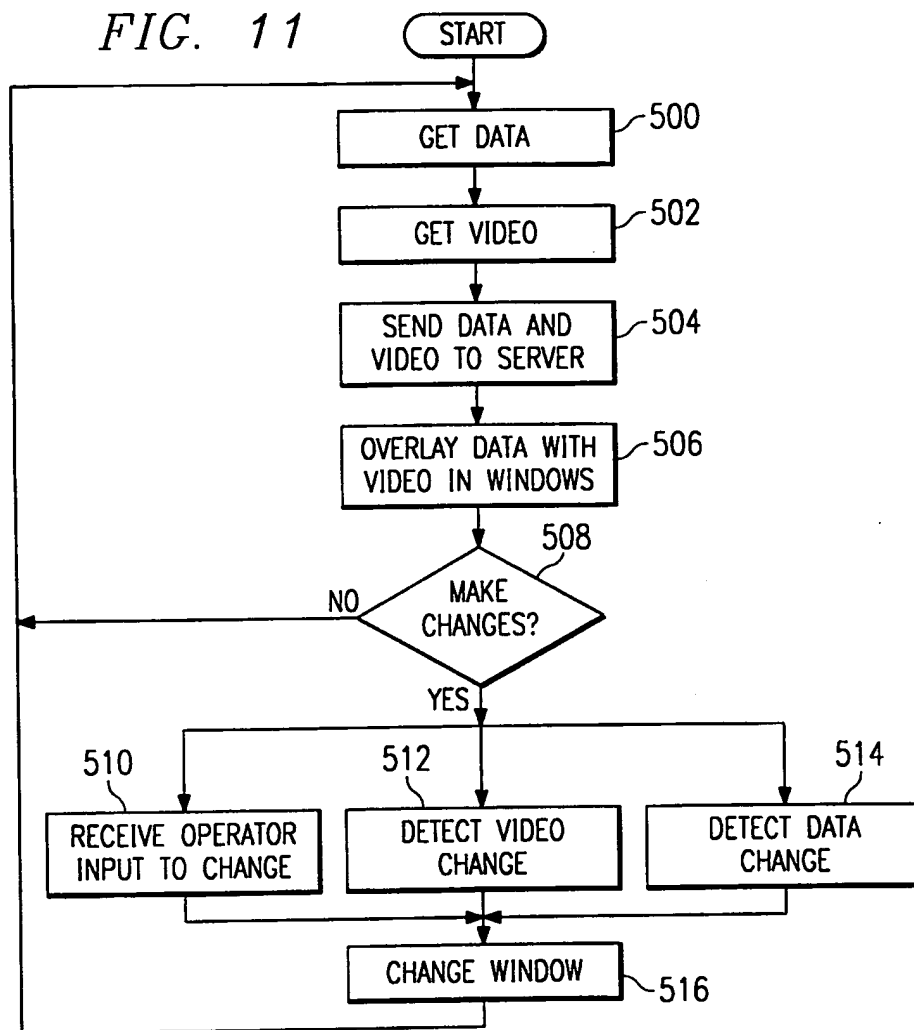 FIG. 11
START
GET DATA
500
GET VIDEO
502
SEND DATA AND
VIDEO TO SERVER
504
OVERLAY DATA WITH
VIDEO IN WINDOWS
506
508
MAKE
CHANGES?
NO
YES
510
RECEIVE OPERATOR
INPUT TO CHANGE
512
DETECT VIDEO
CHANGE
514
DETECT DATA
CHANGE
CHANGE WINDOW
516